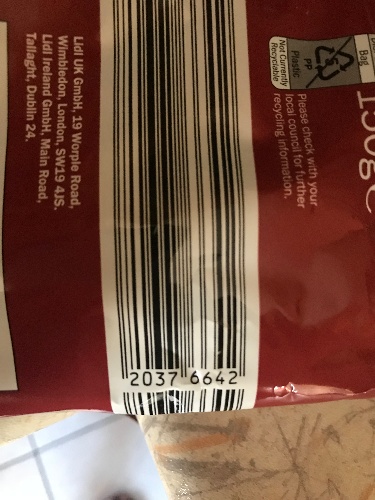 Bag
Plastic
PP
Not Currently
Recyclable
150g℮
Please check with your
local council for further
recycling information.
Lidl UK GmbH, 19 Worple Road,
Wimbledon, London, SW19 4JS.
Lidl Ireland GmbH, Main Road,
Tallaght, Dublin 24.
2037 6642